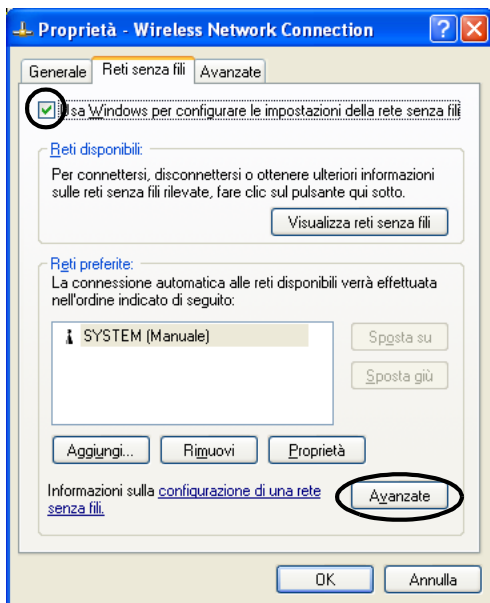 Proprietà - Wireless Network Connection
Generale Reti senza fili Avanzate
Usa Windows per configurare le impostazioni della rete senza fili
Reti disponibili:
Per connettersi, disconnettersi o ottenere ulteriori informazioni
sulle reti senza fili rilevate, fare clic sul pulsante qui sotto.
Visualizza reti senza fili
Reti preferite:
La connessione automatica alle reti disponibili verrà effettuata
nell'ordine indicato di seguito:
SYSTEM (Manuale)
Sposta su
Sposta giù
Aggiungi... Rimuovi Proprietà
Informazioni sulla configurazione di una rete
senza fili.
Avanzate
OK Annulla